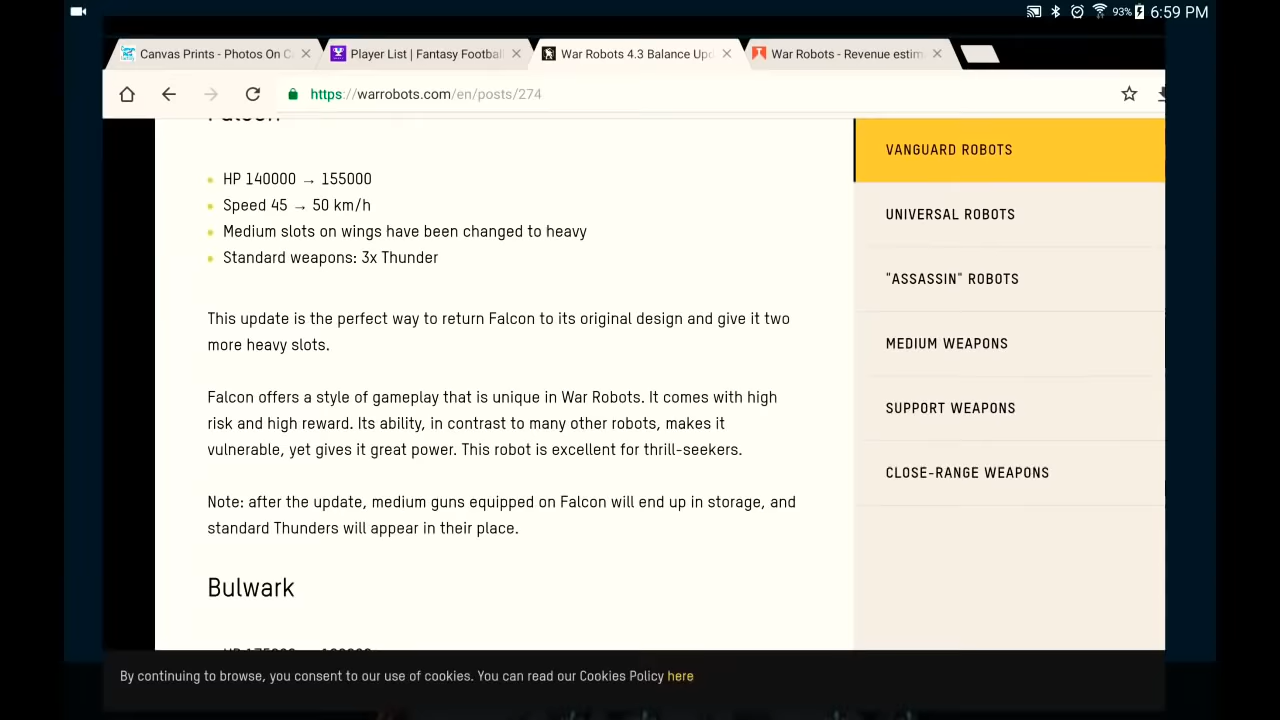 93% 6:59 PM
Canvas Prints - Photos On C
Player List | Fantasy Football
War Robots 4.3 Balance Upd
War Robots - Revenue estim
https://warrobots.com/en/posts/274
Falcon
HP 140000 → 155000
Speed 45 → 50 km/h
Medium slots on wings have been changed to heavy
Standard weapons: 3x Thunder
This update is the perfect way to return Falcon to its original design and give it two
more heavy slots.
Falcon offers a style of gameplay that is unique in War Robots. It comes with high
risk and high reward. Its ability, in contrast to many other robots, makes it
vulnerable, yet gives it great power. This robot is excellent for thrill-seekers.
Note: after the update, medium guns equipped on Falcon will end up in storage, and
standard Thunders will appear in their place.
Bulwark
VANGUARD ROBOTS
UNIVERSAL ROBOTS
"ASSASSIN" ROBOTS
MEDIUM WEAPONS
SUPPORT WEAPONS
CLOSE-RANGE WEAPONS
By continuing to browse, you consent to our use of cookies. You can read our Cookies Policy here